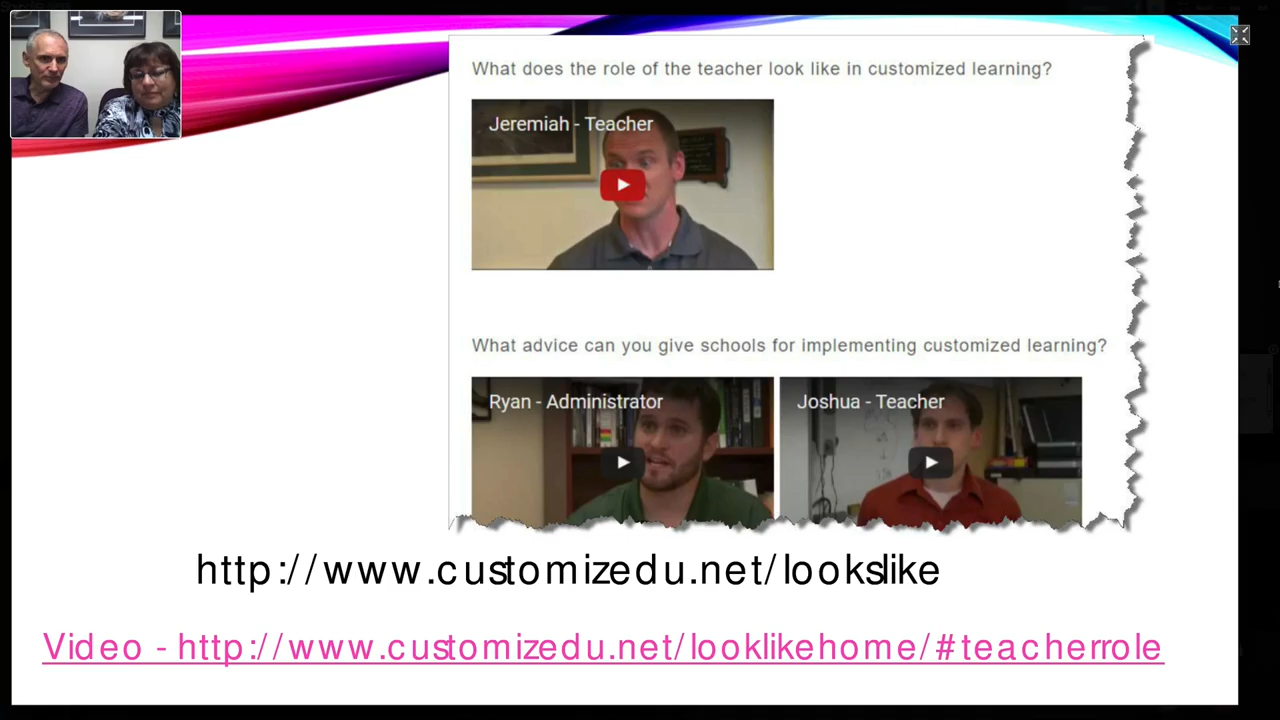 What does the role of the teacher look like in customized learning?
Jeremiah - Teacher
What advice can you give schools for implementing customized learning?
Ryan - Administrator
Joshua - Teacher
http://www.customizedu.net/lookslike
Video - http://www.customizedu.net/looklikehome/#teacherrole